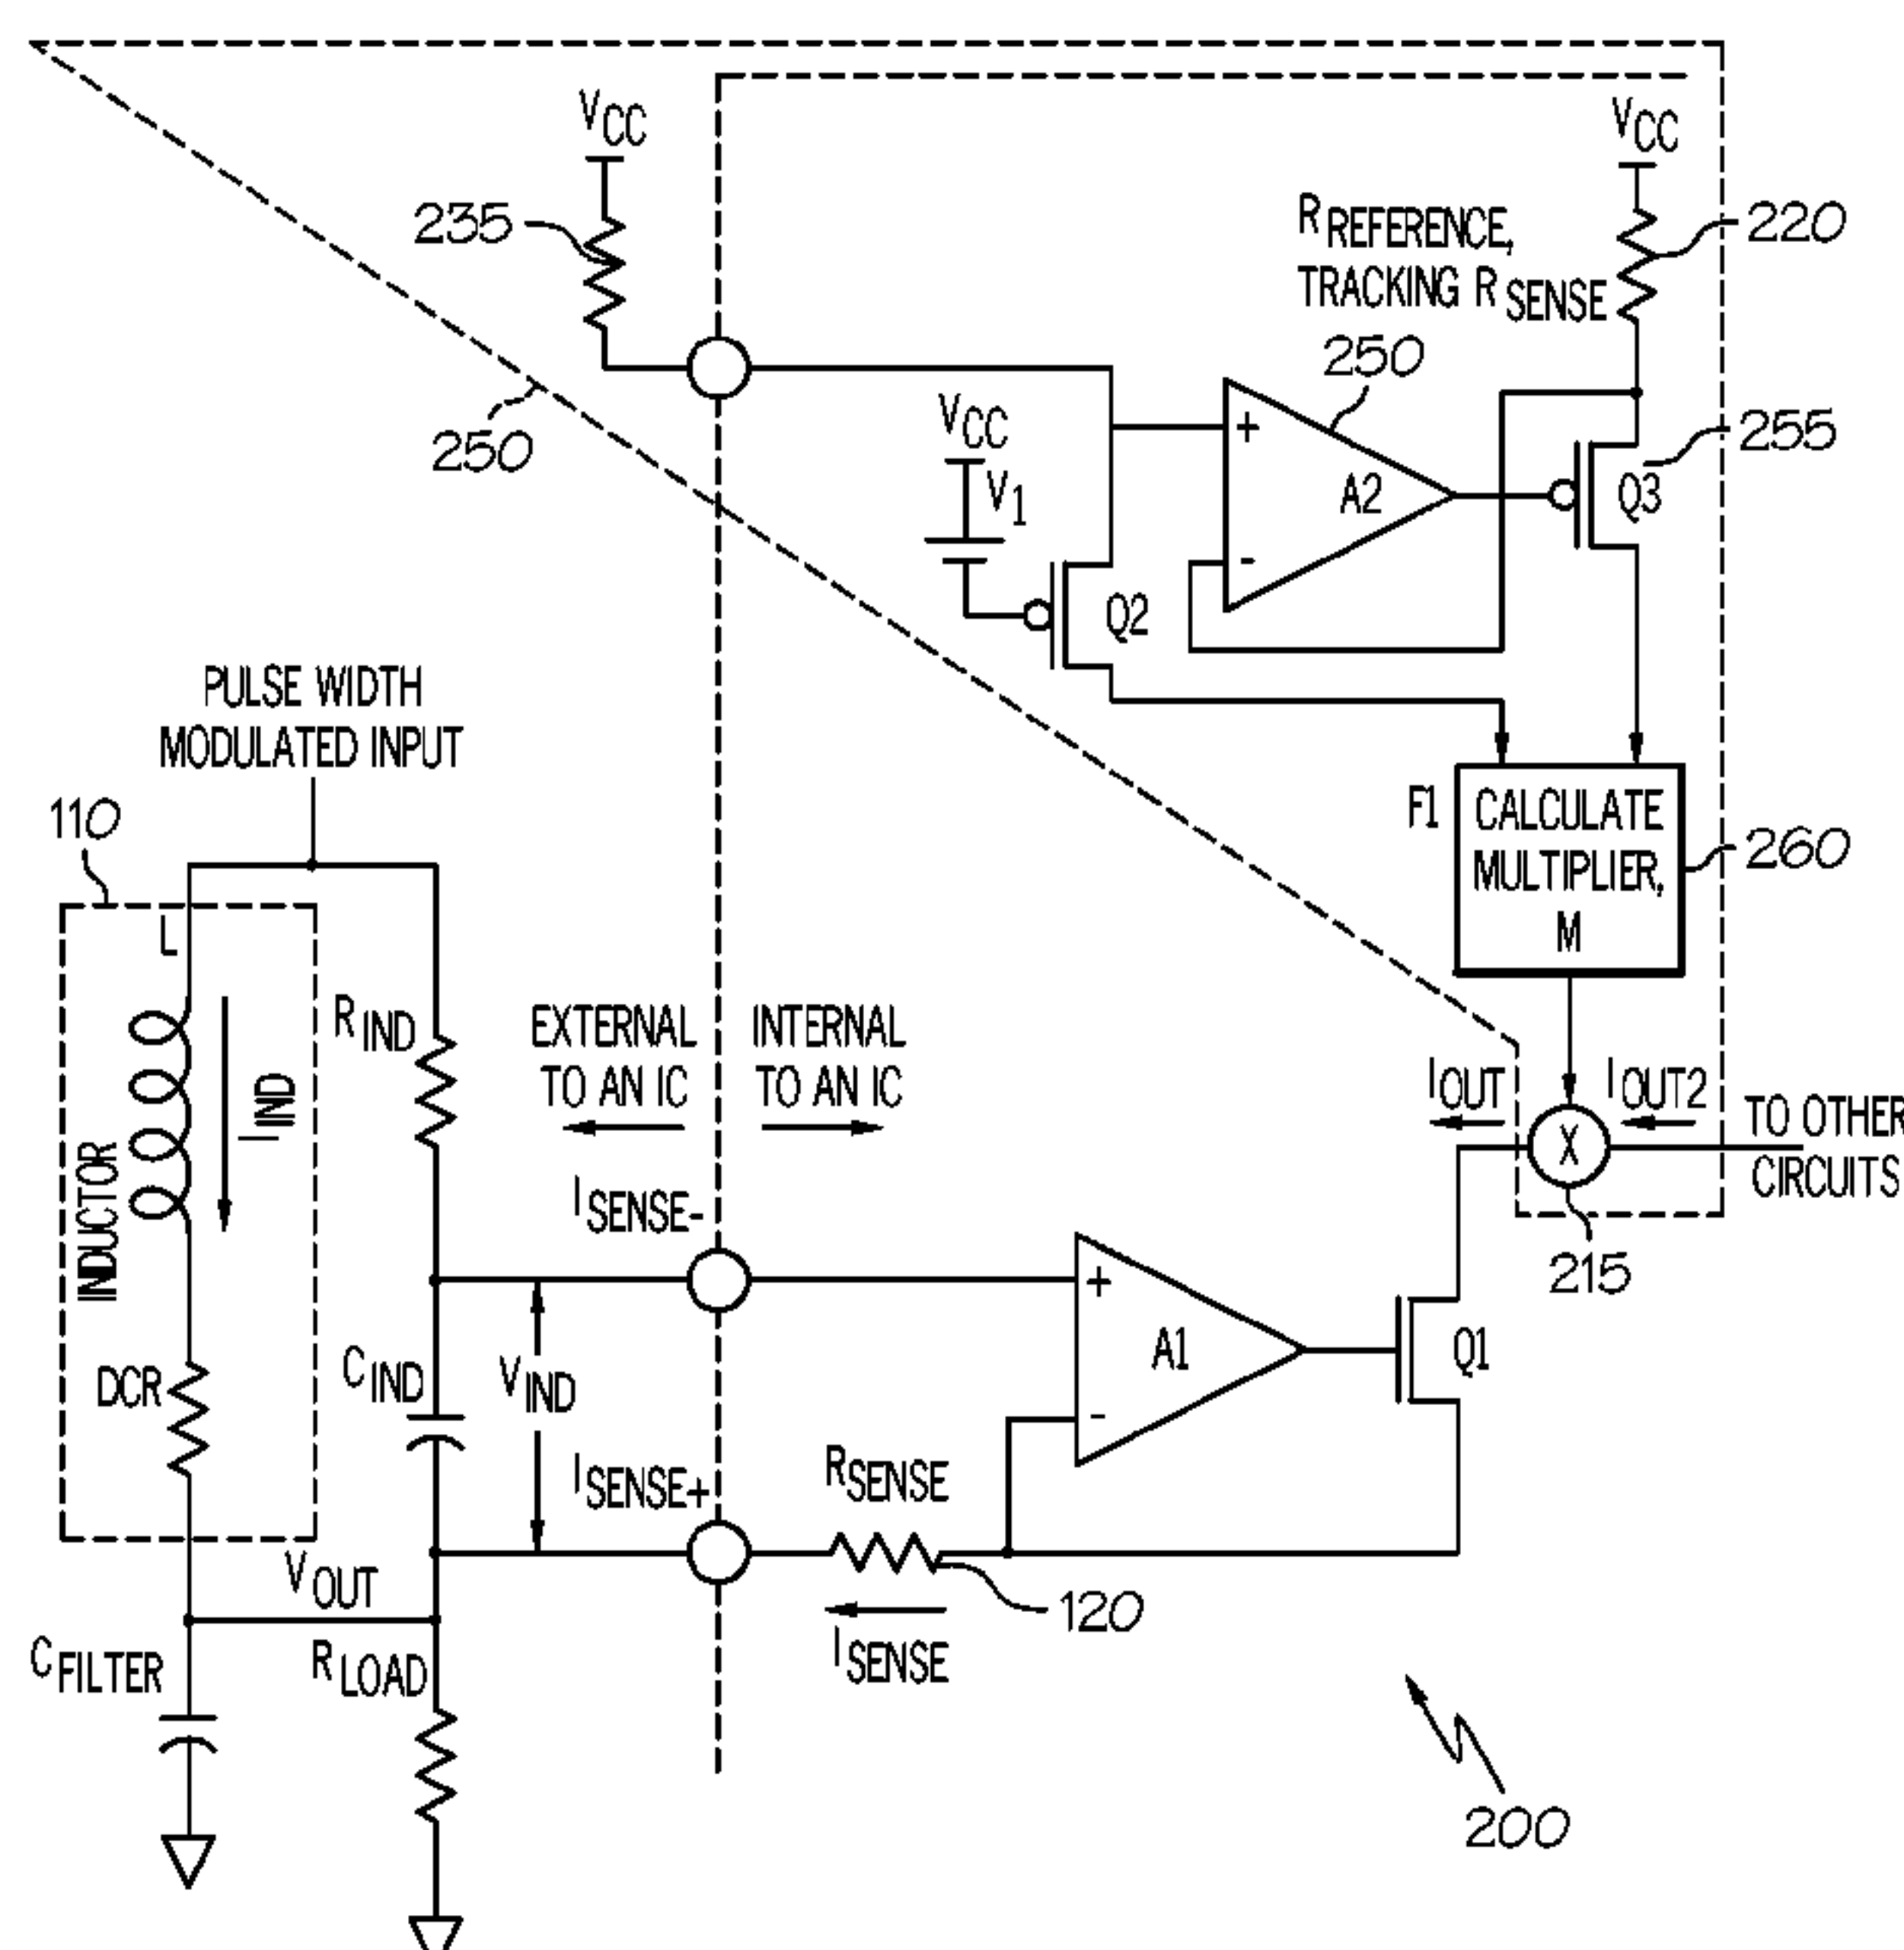 VCC
VCC
235
RREFERENCE,
TRACKING RSENSE
220
250
250
VCC
V1
255
+
A2
-
Q3
Q2
PULSE WIDTH
MODULATED INPUT
110
F1
CALCULATE
MULTIPLIER,
M
260
L
RIND
IIND
INDUCTOR
EXTERNAL
TO AN IC
INTERNAL
TO AN IC
IOUT
IOUT2
X
TO OTHER
CIRCUITS
215
ISENSE-
+
A1
-
Q1
DCR
CIND
VIND
ISENSE+
RSENSE
VOUT
120
ISENSE
CFILTER
RLOAD
200